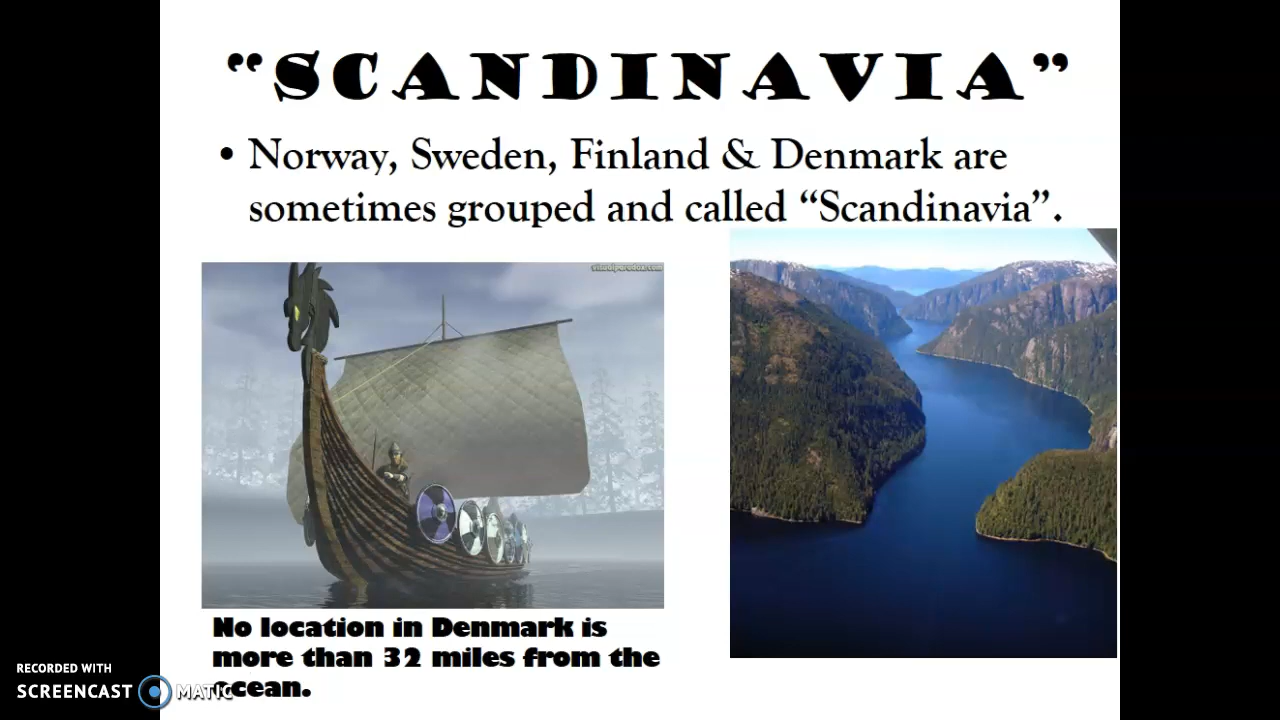 “SCANDINAVIA”
• Norway, Sweden, Finland & Denmark are
sometimes grouped and called “Scandinavia”.
No location in Denmark is
more than 32 miles from the
ocean.
RECORDED WITH
SCREENCAST MATIC